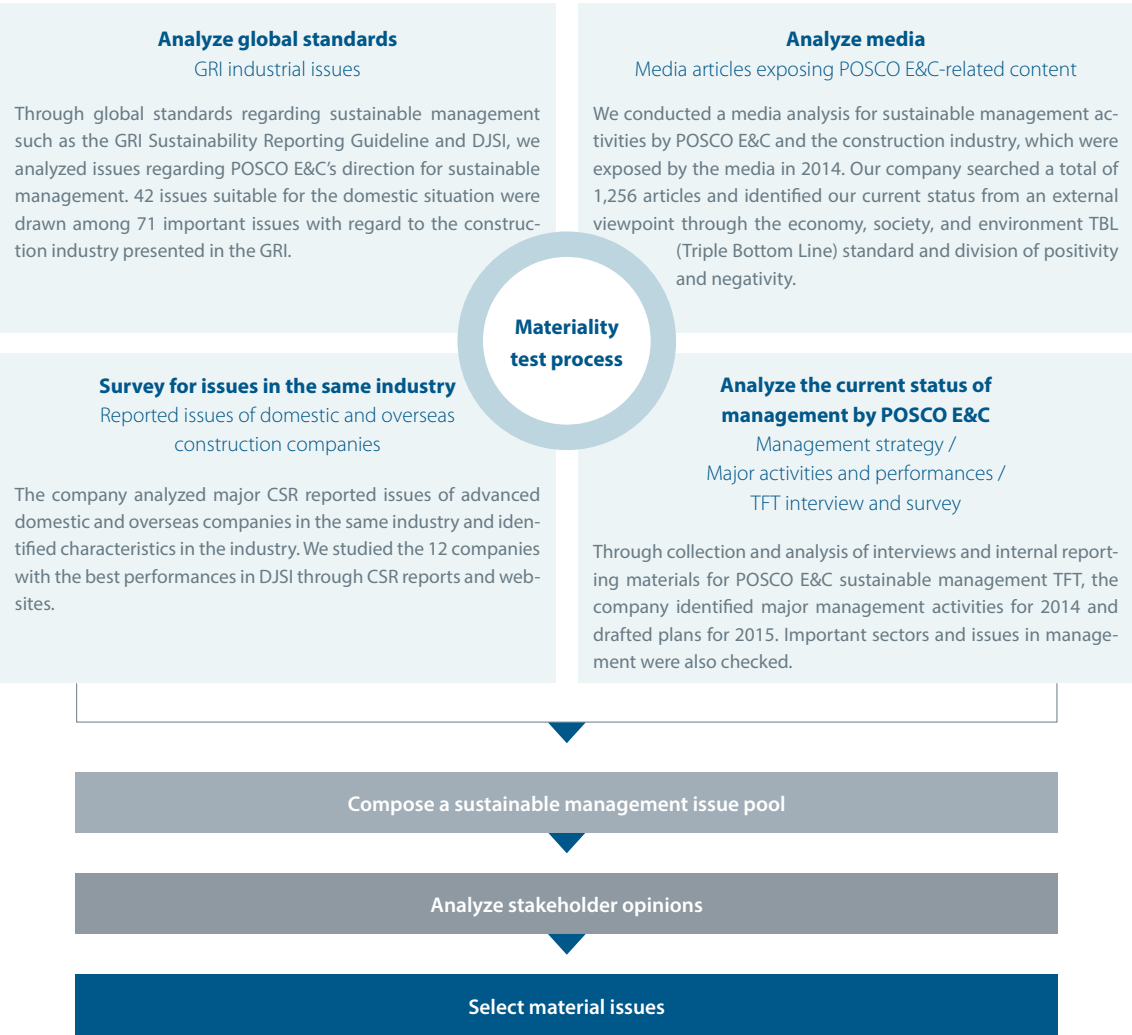 Analyze global standards
GRI industrial issues
Through global standards regarding sustainable management
such as the GRI Sustainability Reporting Guideline and DJSI, we
analyzed issues regarding POSCO E&C's direction for sustainable
management. 42 issues suitable for the domestic situation were
drawn among 71 important issues with regard to the construc-
tion industry presented in the GRI.
Analyze media
Media articles exposing POSCO E&C-related content
We conducted a media analysis for sustainable management ac-
tivities by POSCO E&C and the construction industry, which were
exposed by the media in 2014. Our company searched a total of
1,256 articles and identified our current status from an external
viewpoint through the economy, society, and environment TBL
(Triple Bottom Line) standard and division of positivity
and negativity.
Materiality
test process
Survey for issues in the same industry
Reported issues of domestic and overseas
construction companies
The company analyzed major CSR reported issues of advanced
domestic and overseas companies in the same industry and iden-
tified characteristics in the industry. We studied the 12 companies
with the best performances in DJSI through CSR reports and web-
sites.
Analyze the current status of
management by POSCO E&C
Management strategy /
Major activities and performances /
TFT interview and survey
Through collection and analysis of interviews and internal report-
ing materials for POSCO E&C sustainable management TFT, the
company identified major management activities for 2014 and
drafted plans for 2015. Important sectors and issues in manage-
ment were also checked.
Compose a sustainable management issue pool
Analyze stakeholder opinions
Select material issues